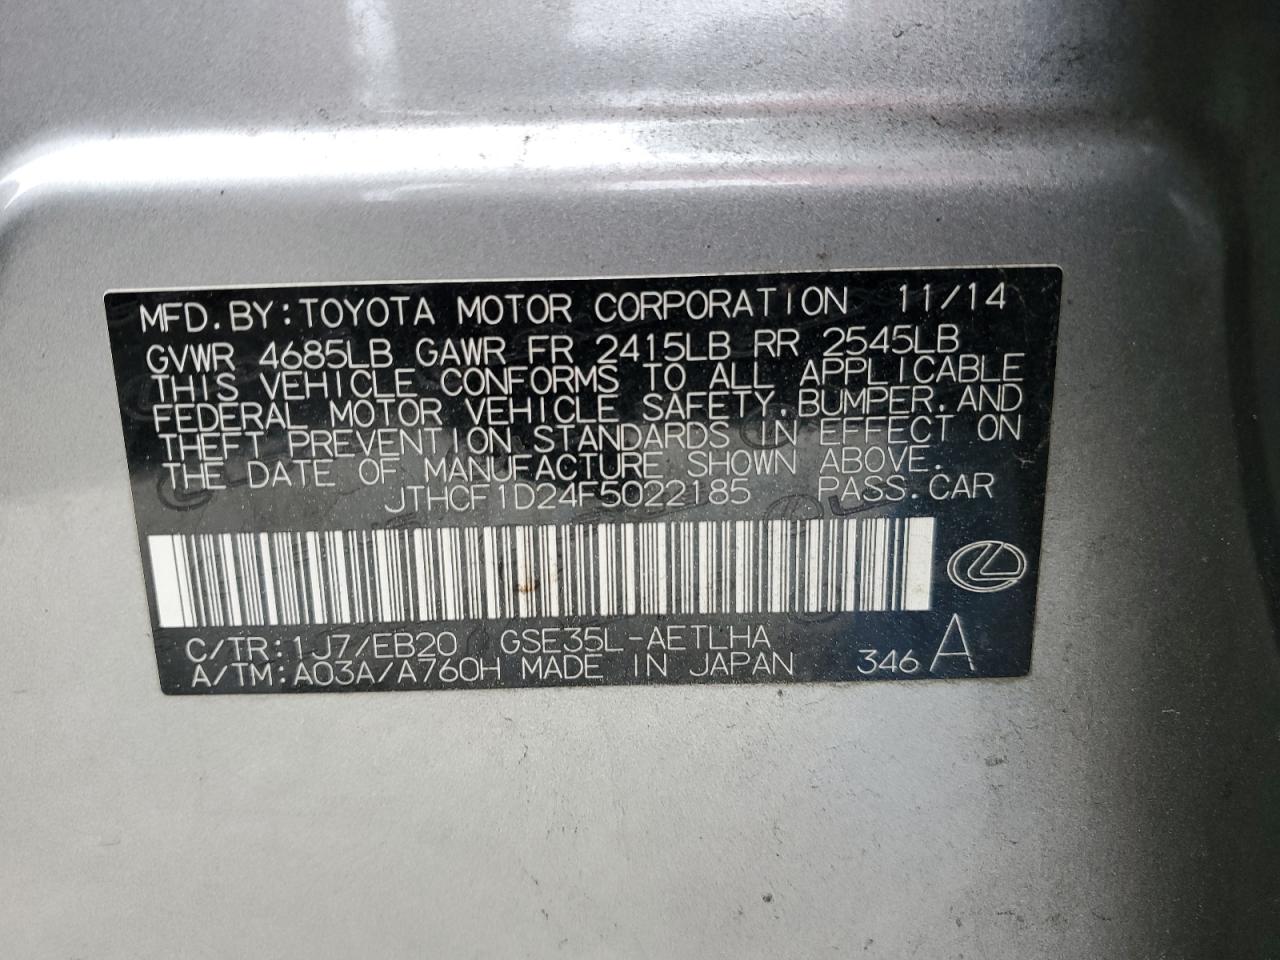 MFD.BY:TOYOTA MOTOR CORPORATION 11/14
GVWR 4685LB GAWR FR 2415LB RR 2545LB
THIS VEHICLE CONFORMS TO ALL APPLICABLE
FEDERAL MOTOR VEHICLE SAFETY,BUMPER,AND
THEFT PREVENTION STANDARDS IN EFFECT ON
THE DATE OF MANUFACTURE SHOWN ABOVE.
JTHCF1D24F5022185 PASS.CAR
C/TR:1J7/EB20 GSE35L-AETLHA
A/TM:A03A/A760H MADE IN JAPAN 346 A